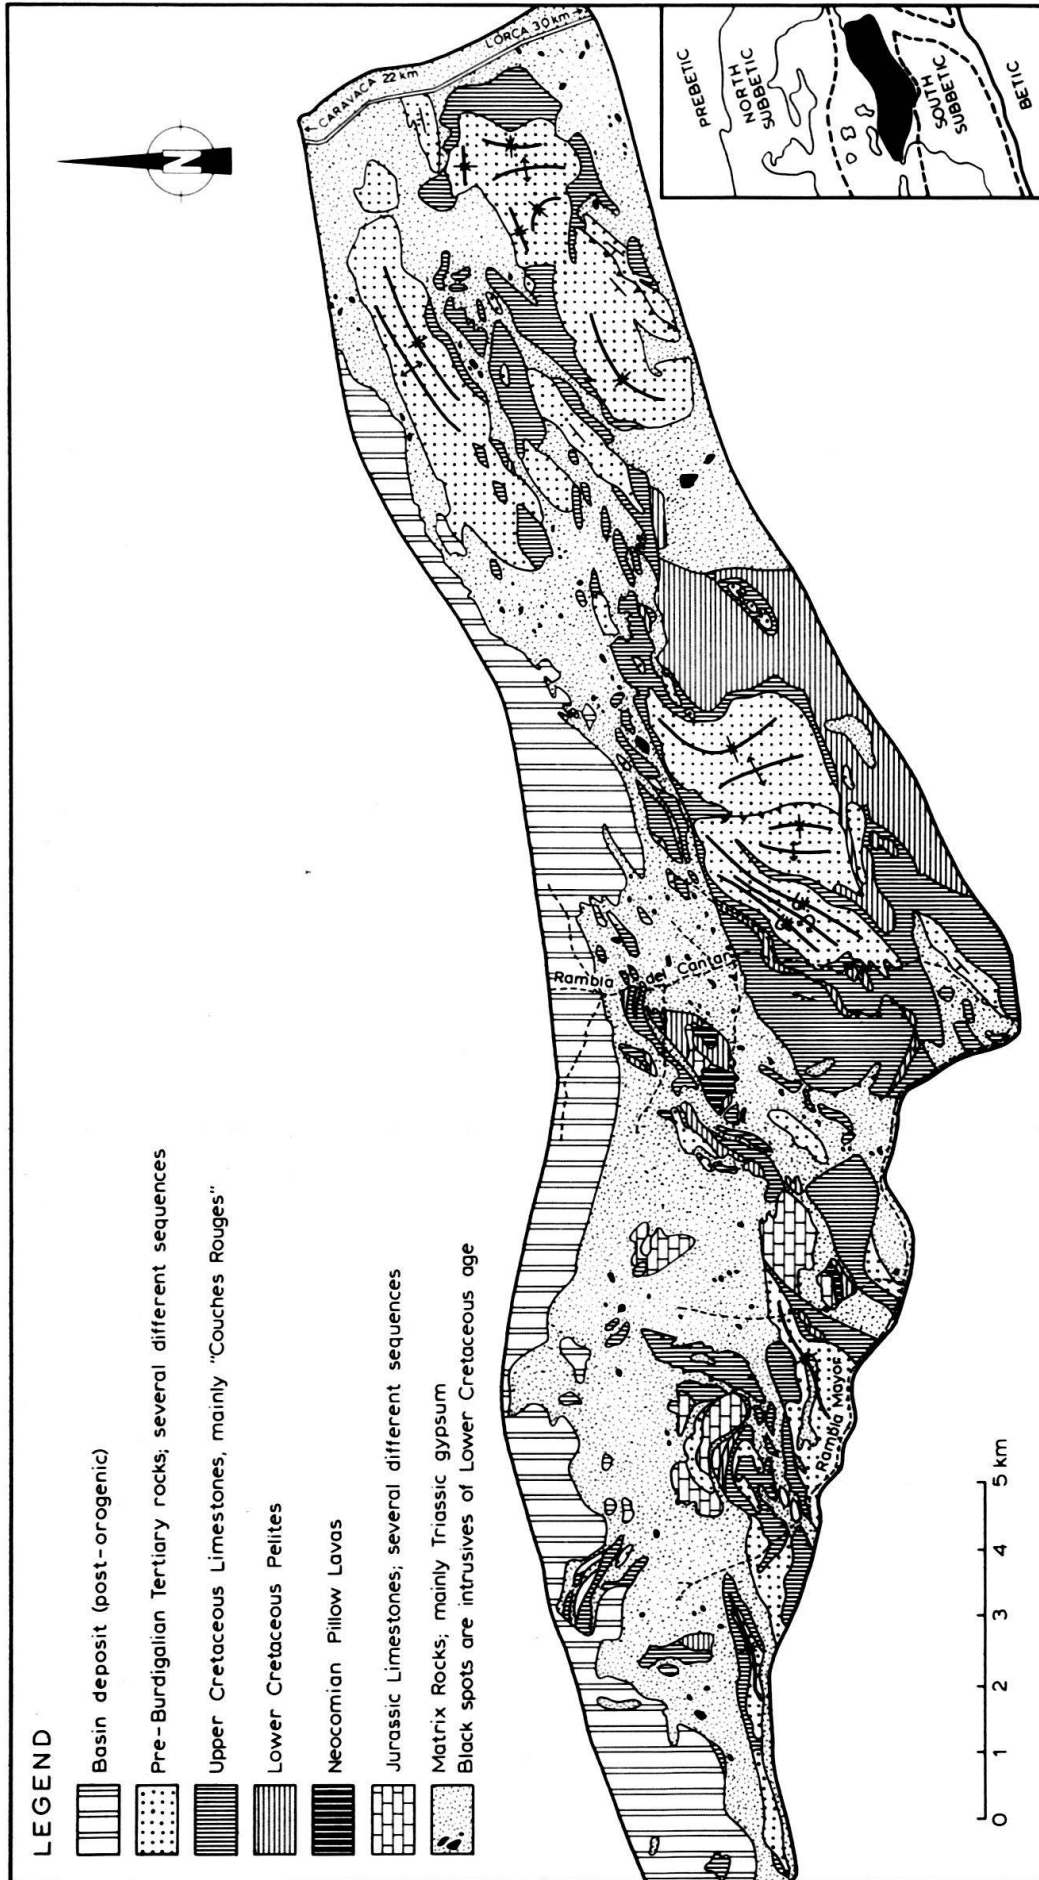 LEGEND
Basin deposit (post-orogenic)
Pre-Burdigalian Tertiary rocks; several different sequences
Upper Cretaceous Limestones, mainly "Couches Rouges"
Lower Cretaceous Pelites
Neocomian Pillow Lavas
Jurassic Limestones; several different sequences
Matrix Rocks; mainly Triassic gypsum
Black spots are intrusives of Lower Cretaceous age
0 1 2 3 4 5 km
Rambla Mayor
Rambla del Cantar
N
CARAVACA 22 km
LORCA 30 km
PREBETIC
NORTH
SUBBETIC
SOUTH
SUBBETIC
BETIC